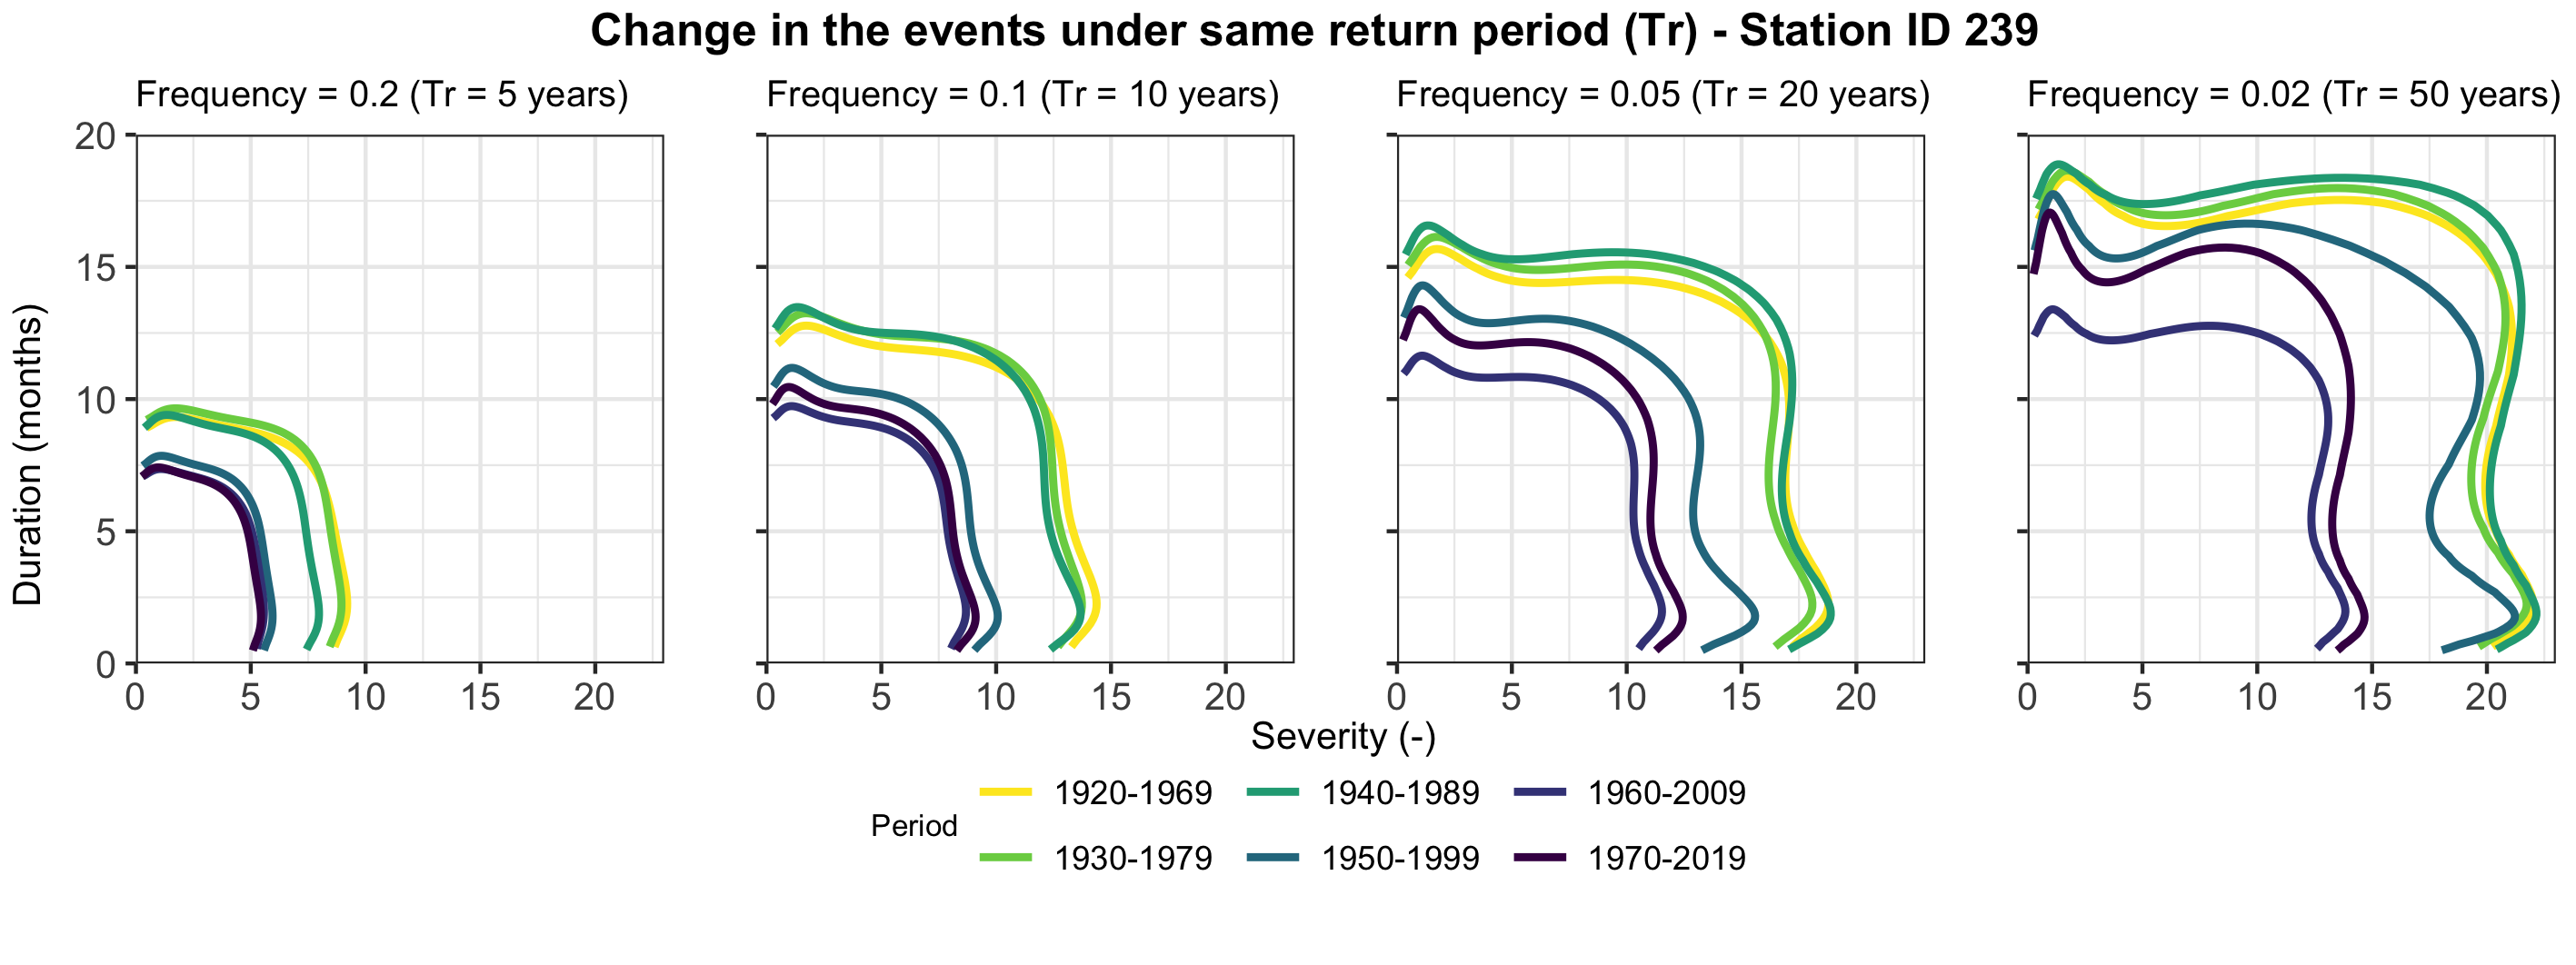 Change in the events under same return period (Tr) - Station ID 239
Frequency = 0.2 (Tr = 5 years)
Frequency = 0.1 (Tr = 10 years)
Frequency = 0.05 (Tr = 20 years)
Frequency = 0.02 (Tr = 50 years)
Duration (months)
20
15
10
5
0
0 5 10 15 20
0 5 10 15 20
0 5 10 15 20
0 5 10 15 20
Severity (-)
Period
1920-1969 1940-1989 1960-2009
1930-1979 1950-1999 1970-2019